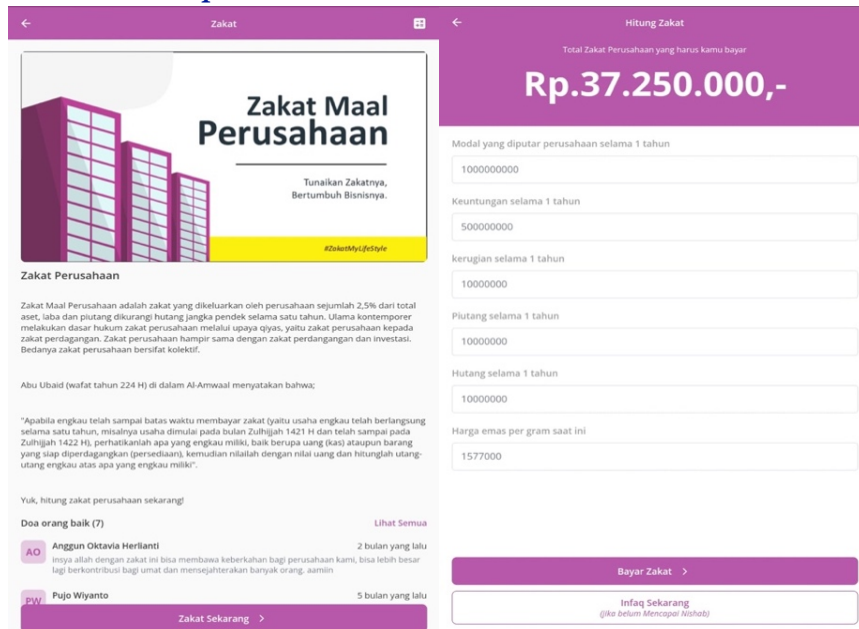 Zakat
Zakat Maal
Perusahaan
Tunaikan Zakatnya,
Bertumbuh Bisnisnya.
#ZakatMyLifeStyle
Zakat Perusahaan
Zakat Maal Perusahaan adalah zakat yang dikeluarkan oleh perusahaan sejumlah 2,5% dari total
aset, laba dan piutang dikurangi hutang jangka pendek selama satu tahun. Ulama kontemporer
melakukan dasar hukum zakat perusahaan melalui upaya qiyas, yaitu zakat perusahaan kepada
zakat perdagangan. Zakat perusahaan hampir sama dengan zakat perdangangan dan investasi.
Bedanya zakat perusahaan bersifat kolektif.
Abu Ubaid (wafat tahun 224 H) di dalam Al-Amwaal menyatakan bahwa;
"Apabila engkau telah sampai batas waktu membayar zakat (yaitu usaha engkau telah berlangsung
selama satu tahun, misalnya usaha dimulai pada bulan Zulhijjah 1421 H dan telah sampai pada
Zulhijjah 1422 H), perhatikanlah apa yang engkau miliki, baik berupa uang (kas) ataupun barang
yang siap diperdagangkan (persediaan), kemudian nilailah dengan nilai uang dan hitunglah utang-
utang engkau atas apa yang engkau miliki".
Yuk, hitung zakat perusahaan sekarang!
Doa orang baik (7) Lihat Semua
AO Anggun Oktavia Herlianti 2 bulan yang lalu
insya allah dengan zakat ini bisa membawa keberkahan bagi perusahaan kami, bisa lebih besar
lagi berkontribusi bagi umat dan mensejahterakan banyak orang. aamiin
PW Pujo Wiyanto 5 bulan yang lalu
Zakat Sekarang >
Hitung Zakat
Total Zakat Perusahaan yang harus kamu bayar
Rp.37.250.000,-
Modal yang diputar perusahaan selama 1 tahun
1000000000
Keuntungan selama 1 tahun
500000000
kerugian selama 1 tahun
10000000
Piutang selama 1 tahun
10000000
Hutang selama 1 tahun
10000000
Harga emas per gram saat ini
1577000
Bayar Zakat >
Infaq Sekarang
(Jika belum Mencapai Nishab)